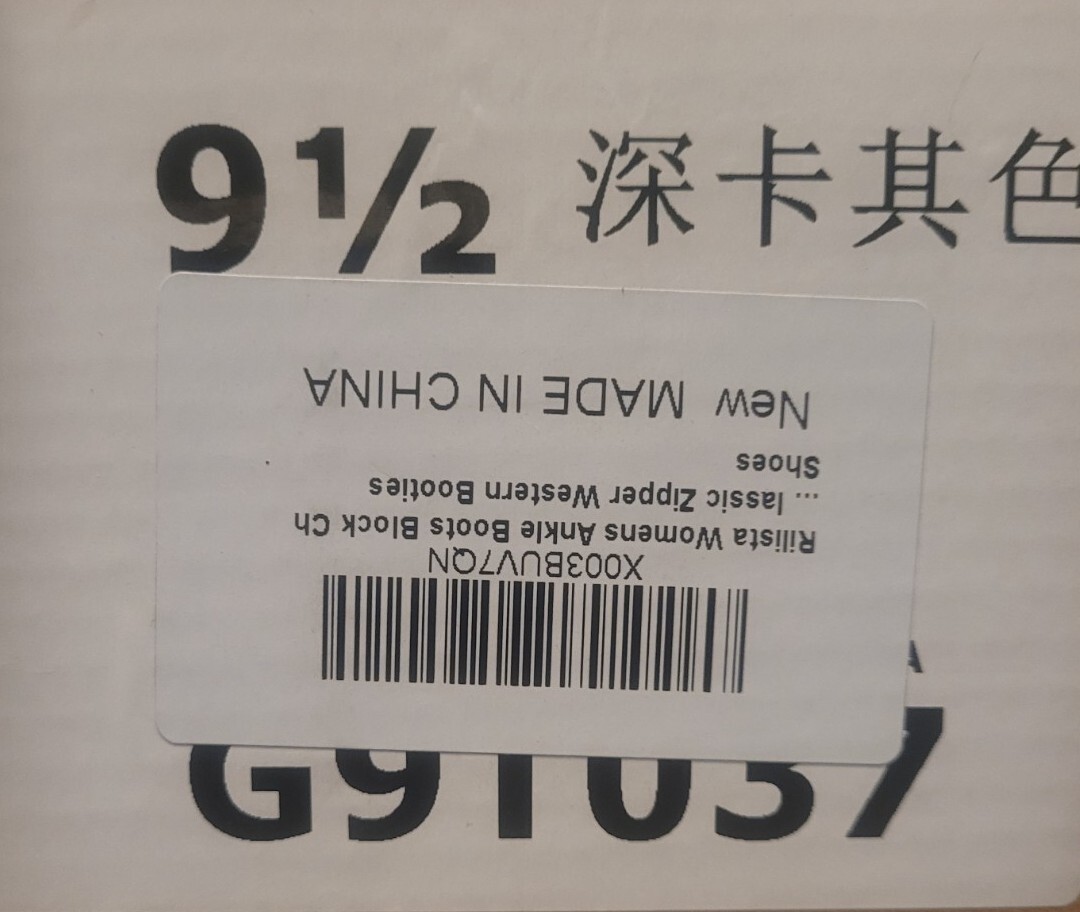 9½ 深卡其色
X003BUV7QN
Rilista Womens Ankle Boots Block Ch
... lassic Zipper Western Booties
Shoes
New MADE IN CHINA
A
G91037